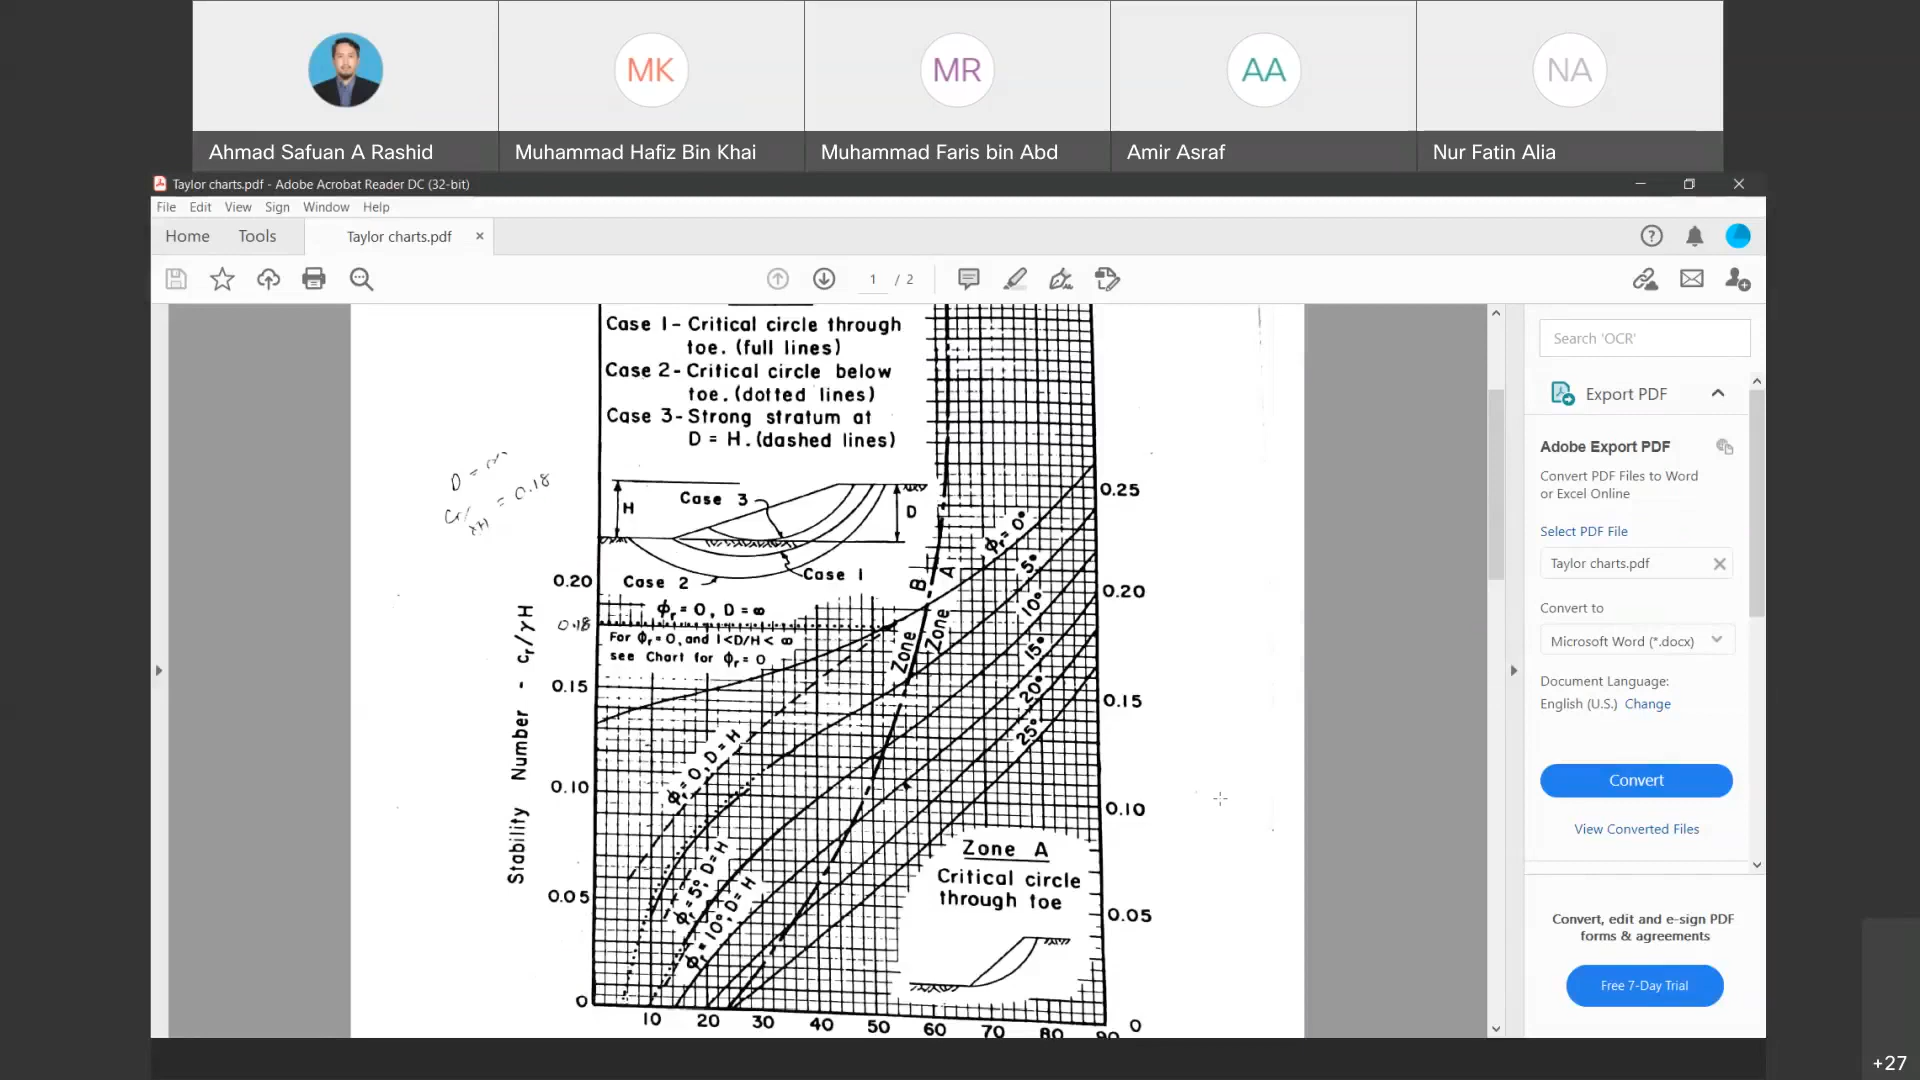 MK
MR
AA
NA
Ahmad Safuan A Rashid
Muhammad Hafiz Bin Khai
Muhammad Faris bin Abd
Amir Asraf
Nur Fatin Alia
Taylor charts.pdf - Adobe Acrobat Reader DC (32-bit)
File Edit View Sign Window Help
Home Tools Taylor charts.pdf
1 / 2
Case 1- Critical circle through
toe. (full lines)
Case 2- Critical circle below
toe. (dotted lines)
Case 3- Strong stratum at
D = H. (dashed lines)
D = ∞
Cr/γH = 0.18
H
Case 3
D
Case 1
Case 2
0.20
0.18
0.15
0.10
0.05
0
Stability Number - cr/γH
ϕr = 0, D = ∞
For ϕr = 0, and 1 < D/H < ∞
see Chart for ϕr = 0
B
A
Zone
Zone
ϕr = 0°
5°
10°
15°
20°
25°
ϕr = 0, D = H
ϕr = 5°, D = H
ϕr = 10°, D = H
0.25
0.20
0.15
0.10
0.05
0
Zone A
Critical circle
through toe
10 20 30 40 50 60 70 80 90
Search 'OCR'
Export PDF
Adobe Export PDF
Convert PDF Files to Word
or Excel Online
Select PDF File
Taylor charts.pdf
Convert to
Microsoft Word (*.docx)
Document Language:
English (U.S.) Change
Convert
View Converted Files
Convert, edit and e-sign PDF
forms & agreements
Free 7-Day Trial
+27